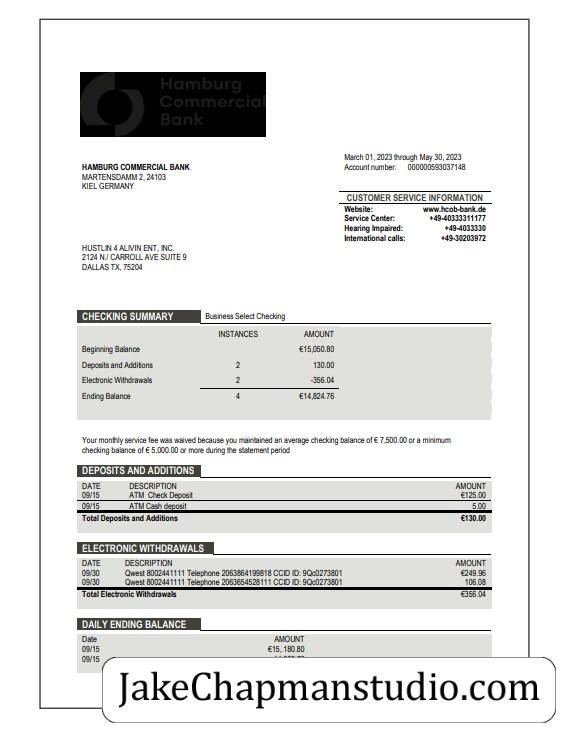 Hamburg
Commercial
Bank
March 01, 2023 through May 30, 2023
Account number: 000000593037148
HAMBURG COMMERCIAL BANK
MARTENSDAMM 2, 24103
KIEL GERMANY
CUSTOMER SERVICE INFORMATION
Website: www.hcob-bank.de
Service Center: +49-40333311177
Hearing Impaired: +49-4033330
International calls: +49-30203972
HUSTLIN 4 ALIVIN ENT, INC.
2124 N./ CARROLL AVE SUITE 9
DALLAS TX, 75204
CHECKING SUMMARY Business Select Checking
INSTANCES AMOUNT
Beginning Balance €15,050.80
Deposits and Additions 2 130.00
Electronic Withdrawals 2 -356.04
Ending Balance 4 €14,824.76
Your monthly service fee was waived because you maintained an average checking balance of € 7,500.00 or a minimum
checking balance of € 5,000.00 or more during the statement period
DEPOSITS AND ADDITIONS
DATE DESCRIPTION AMOUNT
09/15 ATM Check Deposit €125.00
09/15 ATM Cash deposit 5.00
Total Deposits and Additions €130.00
ELECTRONIC WITHDRAWALS
DATE DESCRIPTION AMOUNT
09/30 Qwest 8002441111 Telephone 2063864199818 CCID ID: 9Qc0273801 €249.96
09/30 Qwest 8002441111 Telephone 2063654528111 CCID ID: 9Qc0273801 106.08
Total Electronic Withdrawals €356.04
DAILY ENDING BALANCE
Date AMOUNT
09/15 €15,.180.80
09/15
JakeChapmanstudio.com